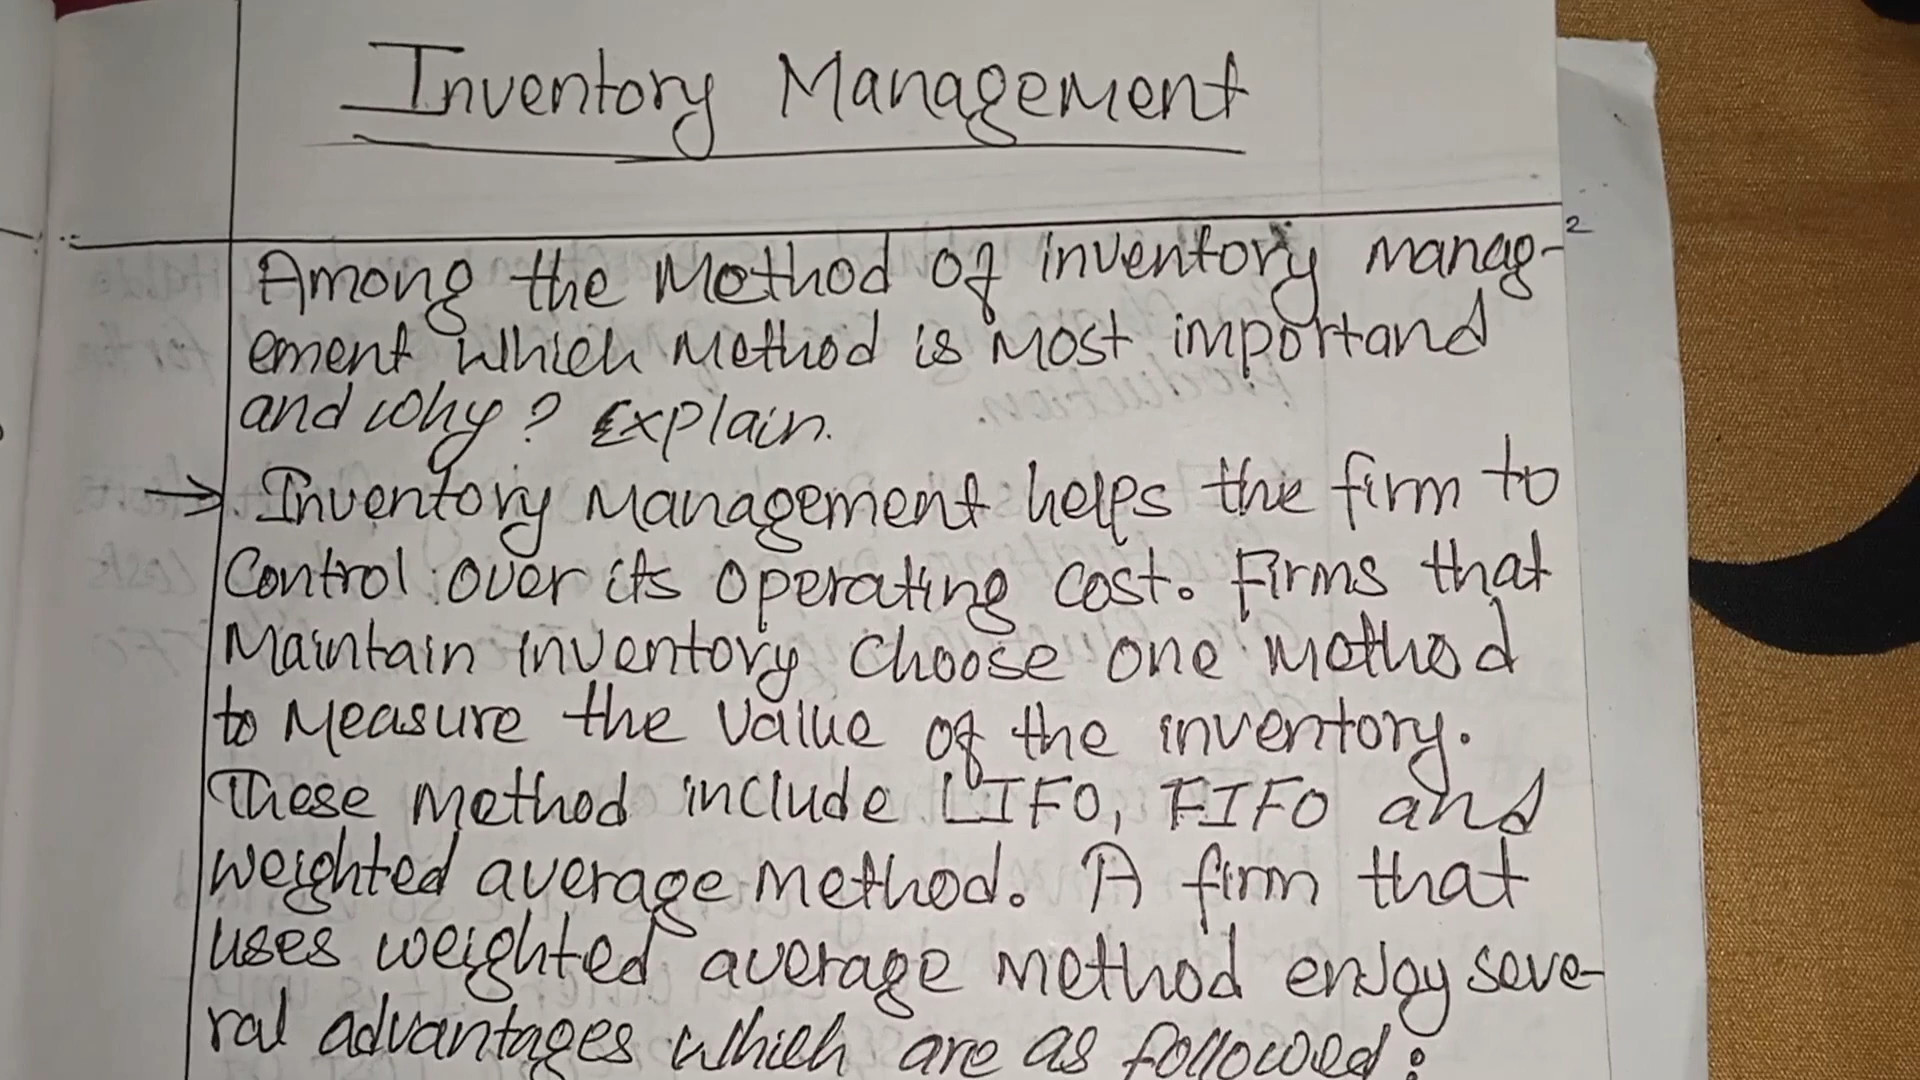 Inventory Management
2
Among the Method of inventory manag-
ement which Method is most importand
and why? Explain.
→ Inventory Management helps the firm to
Control over its operating cost. Firms that
Maintain inventory choose one method
to Measure the value of the inventory.
These method include LIFO, FIFO and
weighted average method. A firm that
uses weighted average method enjoy seve-
ral advantages which are as followed: